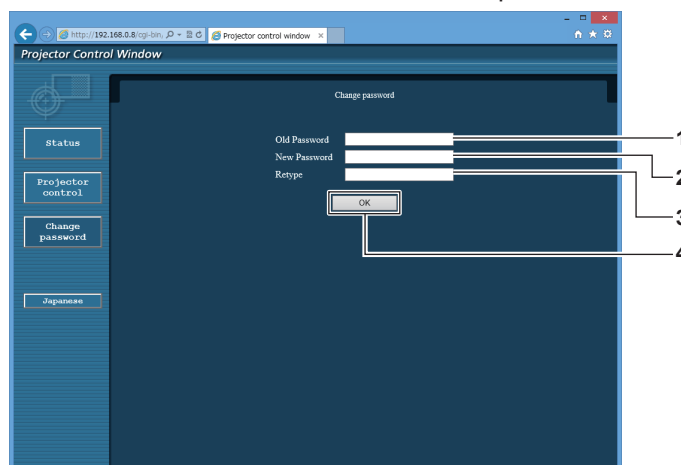 http://192.168.0.8/cgi-bin,
Projector control window
Projector Control Window
Change password
Status
Old Password
1
New Password
2
Retype
3
Projector
control
OK
Change
password
4
Japanese